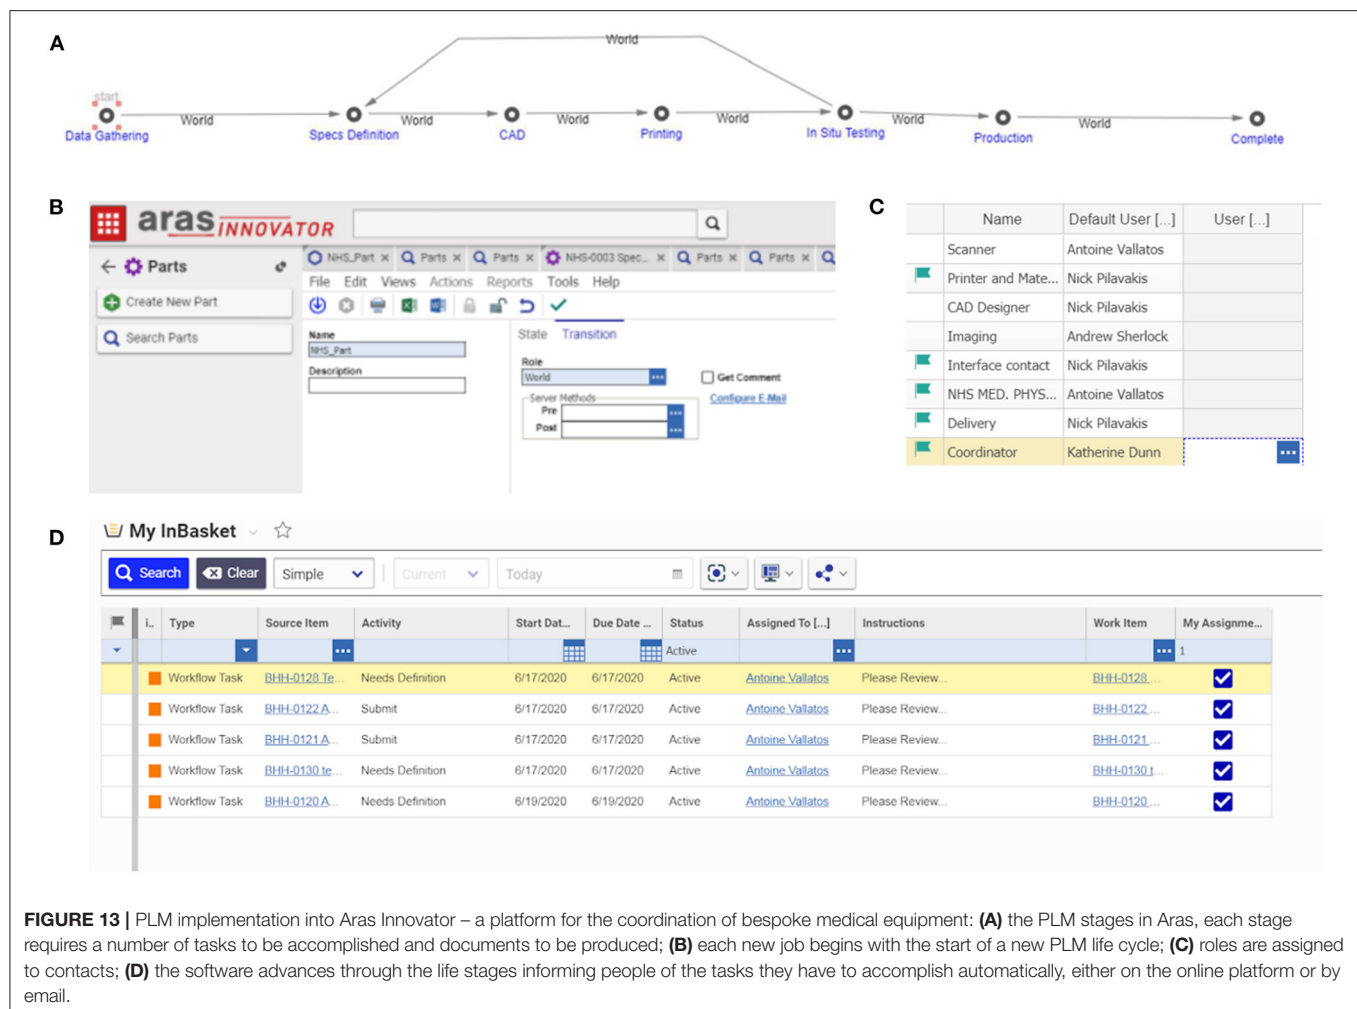 A
World
start
World
World
World
World
World
World
Data Gathering
Specs Definition
CAD
Printing
In Situ Testing
Production
Complete
B
aras INNOVATOR
Parts
Create New Part
Search Parts
NHS_Part × Parts × Parts × NHS-0003 Spec... × Parts × Parts ×
File Edit Views Actions Reports Tools Help
Name
NHS_Part
Description
State Transition
Role
World
Get Comment
Server Methods
Configure E-Mail
Pre
Post
C
Name Default User [...] User [...]
Scanner Antoine Vallatos
Printer and Mate... Nick Pilavakis
CAD Designer Nick Pilavakis
Imaging Andrew Sherlock
Interface contact Nick Pilavakis
NHS MED. PHYS... Antoine Vallatos
Delivery Nick Pilavakis
Coordinator Katherine Dunn
D
My InBasket
Search Clear Simple Current Today
i.. Type Source Item Activity Start Dat... Due Date ... Status Assigned To [...] Instructions Work Item My Assignme...
Active 1
Workflow Task BHH-0128 Te... Needs Definition 6/17/2020 6/17/2020 Active Antoine Vallatos Please Review... BHH-0128 ...
Workflow Task BHH-0122 A... Submit 6/17/2020 6/17/2020 Active Antoine Vallatos Please Review... BHH-0122 ...
Workflow Task BHH-0121 A... Submit 6/17/2020 6/17/2020 Active Antoine Vallatos Please Review... BHH-0121 ...
Workflow Task BHH-0130 te... Needs Definition 6/17/2020 6/17/2020 Active Antoine Vallatos Please Review... BHH-0130 t...
Workflow Task BHH-0120 A... Needs Definition 6/19/2020 6/19/2020 Active Antoine Vallatos Please Review... BHH-0120 ...
FIGURE 13 | PLM implementation into Aras Innovator – a platform for the coordination of bespoke medical equipment: (A) the PLM stages in Aras, each stage
requires a number of tasks to be accomplished and documents to be produced; (B) each new job begins with the start of a new PLM life cycle; (C) roles are assigned
to contacts; (D) the software advances through the life stages informing people of the tasks they have to accomplish automatically, either on the online platform or by
email.